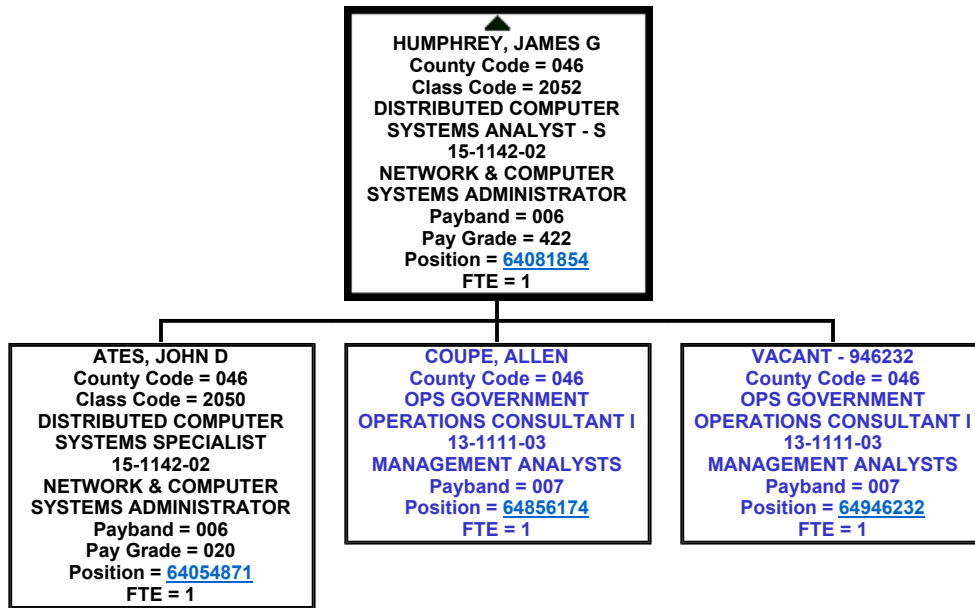 HUMPHREY, JAMES G
County Code = 046
Class Code = 2052
DISTRIBUTED COMPUTER
SYSTEMS ANALYST - S
15-1142-02
NETWORK & COMPUTER
SYSTEMS ADMINISTRATOR
Payband = 006
Pay Grade = 422
Position = 64081854
FTE = 1
ATES, JOHN D
County Code = 046
Class Code = 2050
DISTRIBUTED COMPUTER
SYSTEMS SPECIALIST
15-1142-02
NETWORK & COMPUTER
SYSTEMS ADMINISTRATOR
Payband = 006
Pay Grade = 020
Position = 64054871
FTE = 1
COUPE, ALLEN
County Code = 046
OPS GOVERNMENT
OPERATIONS CONSULTANT I
13-1111-03
MANAGEMENT ANALYSTS
Payband = 007
Position = 64856174
FTE = 1
VACANT - 946232
County Code = 046
OPS GOVERNMENT
OPERATIONS CONSULTANT I
13-1111-03
MANAGEMENT ANALYSTS
Payband = 007
Position = 64946232
FTE = 1